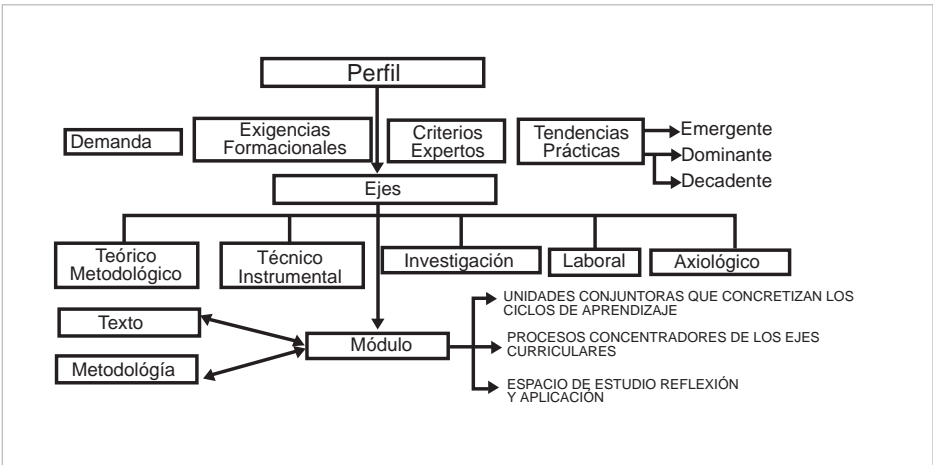 Perfil
Demanda
Exigencias
Formacionales
Criterios
Expertos
Tendencias
Prácticas
Emergente
Dominante
Decadente
Ejes
Teórico
Metodológico
Técnico
Instrumental
Investigación
Laboral
Axiológico
Texto
Metodológía
Módulo
UNIDADES CONJUNTORAS QUE CONCRETIZAN LOS
CICLOS DE APRENDIZAJE
PROCESOS CONCENTRADORES DE LOS EJES
CURRICULARES
ESPACIO DE ESTUDIO REFLEXIÓN
Y APLICACIÓN